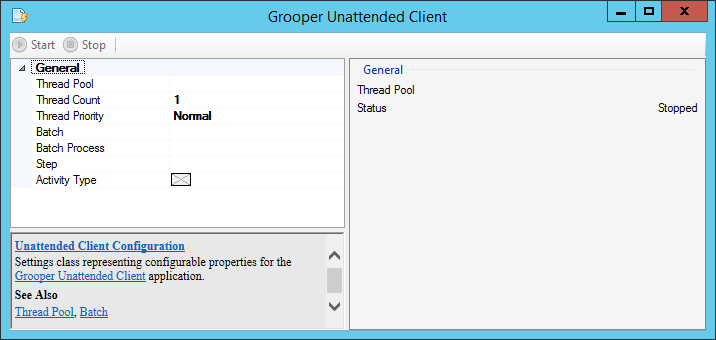 Grooper Unattended Client
Start Stop
General
Thread Pool
Thread Count 1
Thread Priority Normal
Batch
Batch Process
Step
Activity Type
Unattended Client Configuration
Settings class representing configurable properties for the
Grooper Unattended Client application.
See Also
Thread Pool, Batch
General
Thread Pool
Status Stopped